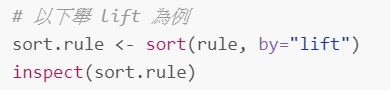 # 以下舉 lift 為例
sort.rule <- sort(rule, by="lift")
inspect(sort.rule)